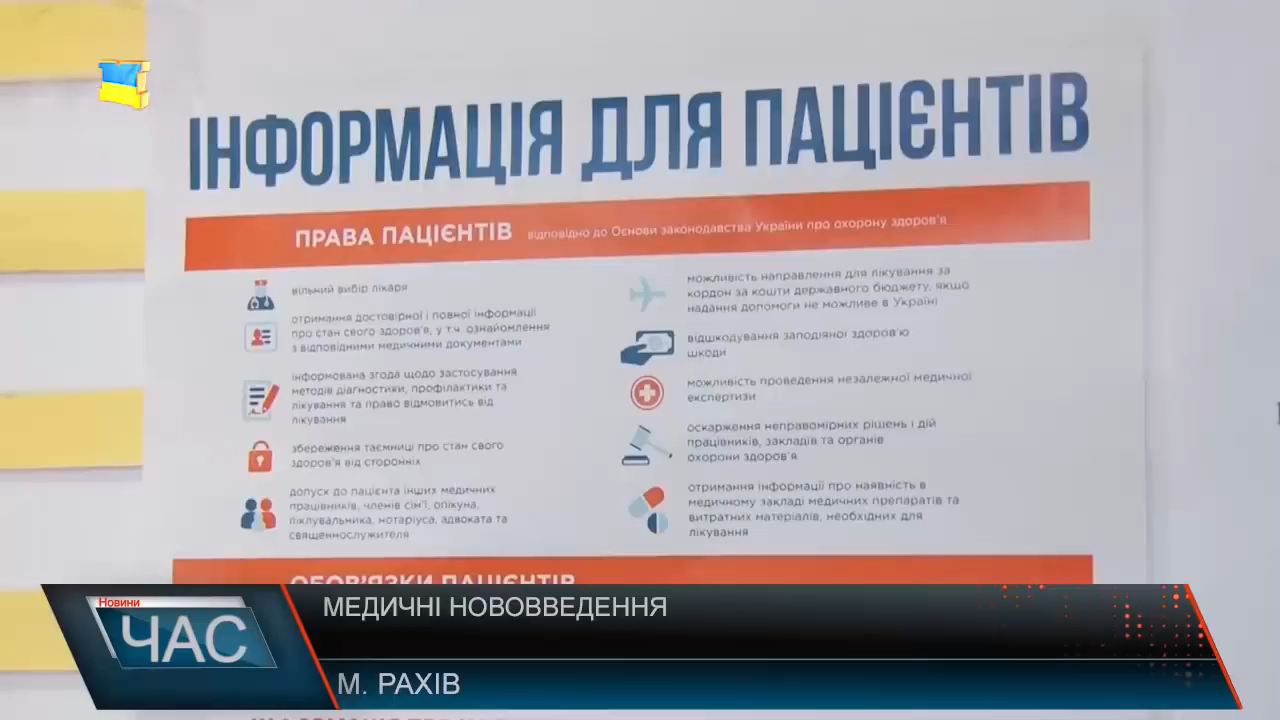 ІНФОРМАЦІЯ ДЛЯ ПАЦІЄНТІВ
ПРАВА ПАЦІЄНТІВ відповідно до Основи законодавства України про охорону здоров'я
вільний вибір лікаря
отримання достовірної і повної інформації
про стан свого здоров'я, у т.ч. ознайомлення
з відповідними медичними документами
інформована згода щодо застосування
методів діагностики, профілактики та
лікування та право відмовитись від
лікування
збереження таємниці про стан свого
здоров'я від сторонніх
допуск до пацієнта інших медичних
працівників, членів сім'ї, опікуна,
піклувальника, нотаріуса, адвоката та
священнослужителя
можливість направлення для лікування за
кордон за кошти державного бюджету, якщо
надання допомоги не можливе в Україні
відшкодування заподіяної здоров'ю
шкоди
можливість проведення незалежної медичної
експертизи
оскарження неправомірних рішень і дій
працівників, закладів та органів
охорони здоров'я
отримання інформації про наявність в
медичному закладі медичних препаратів та
витратних матеріалів, необхідних для
лікування
ОБОВ'ЯЗКИ ПАЦІЄНТІВ
Новини
ЧАС
МЕДИЧНІ НОВОВВЕДЕННЯ
М. РАХІВ